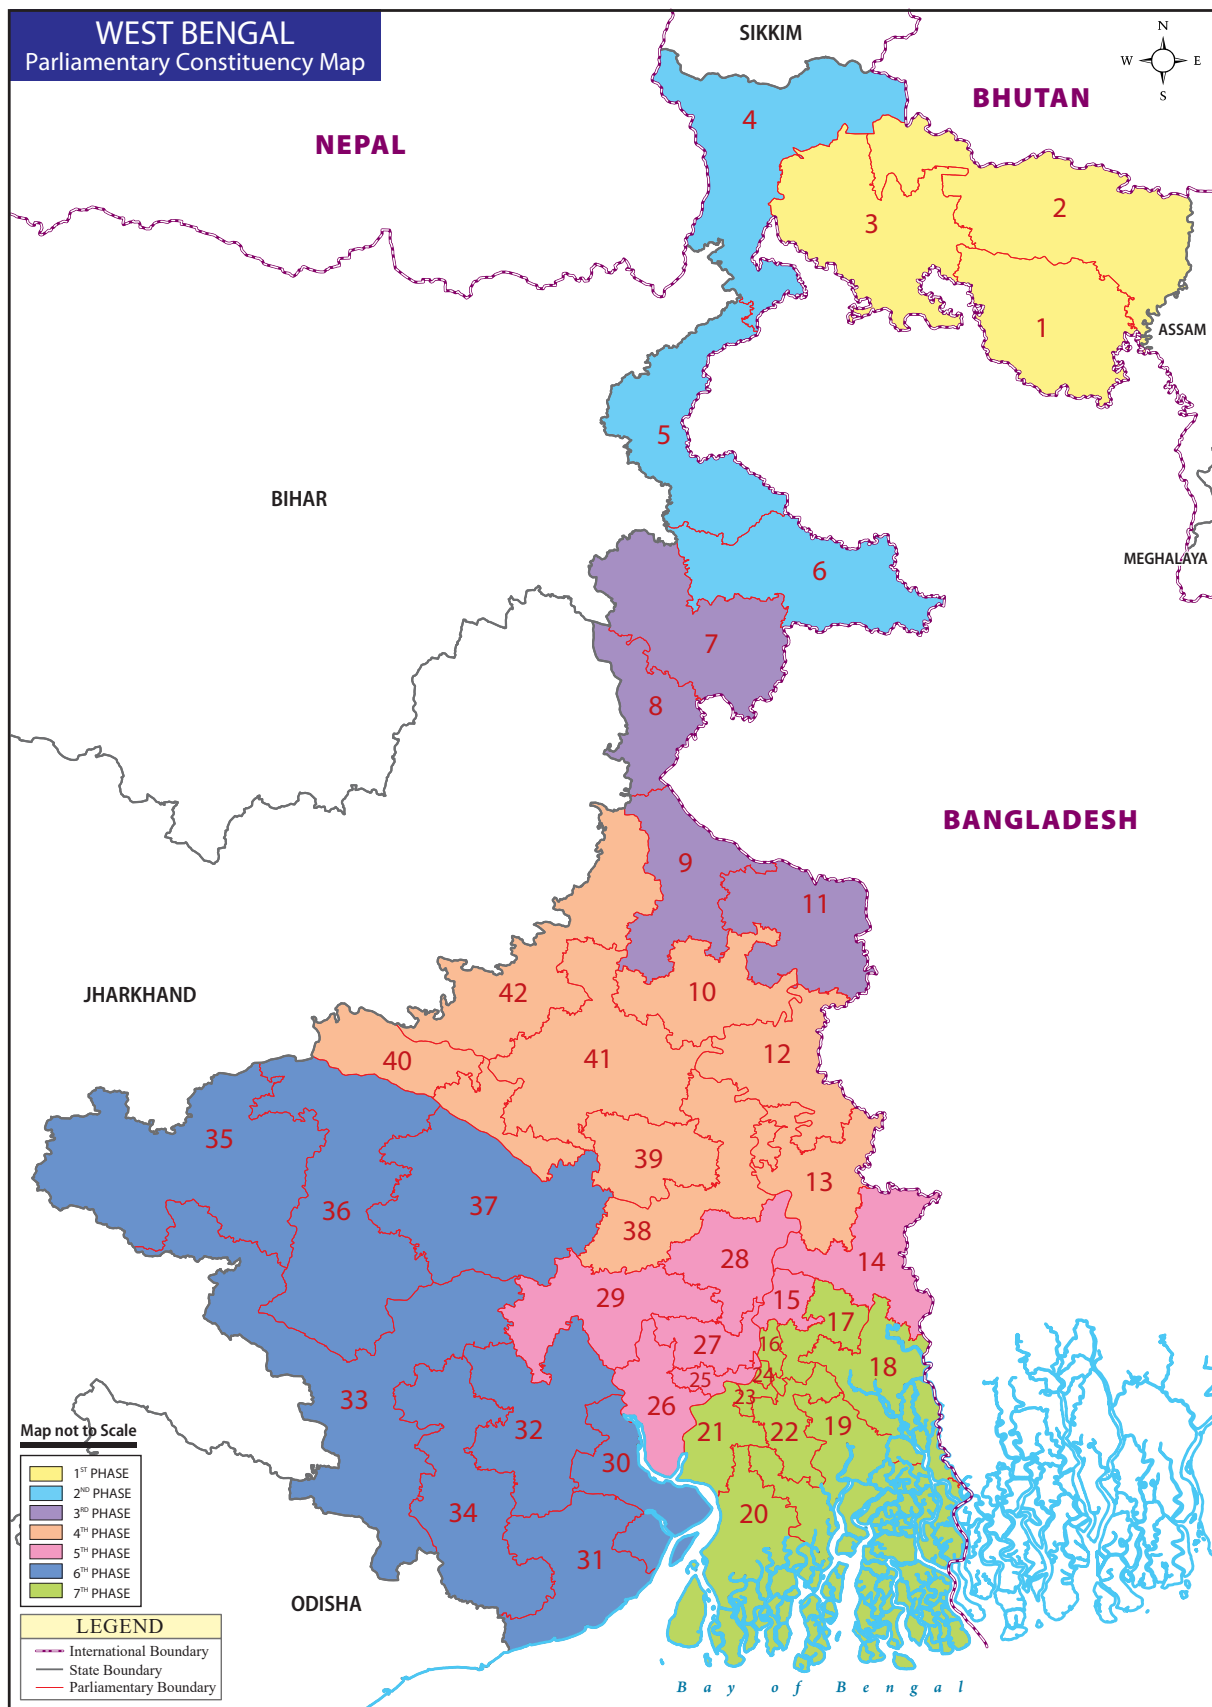 WEST BENGAL
Parliamentary Constituency Map
SIKKIM
N
W E
S
BHUTAN
NEPAL
4
2
3
1
ASSAM
5
BIHAR
MEGHALAYA
6
7
8
BANGLADESH
9
11
JHARKHAND
42
10
40
41
12
35
39
13
36
37
38
28
14
29
15
17
27
16
18
25
24
33
26
23
32
21
22
19
30
34
20
31
Map not to Scale
1ST PHASE
2ND PHASE
3RD PHASE
4TH PHASE
5TH PHASE
6TH PHASE
7TH PHASE
ODISHA
LEGEND
International Boundary
State Boundary
Parliamentary Boundary
Bay of Bengal